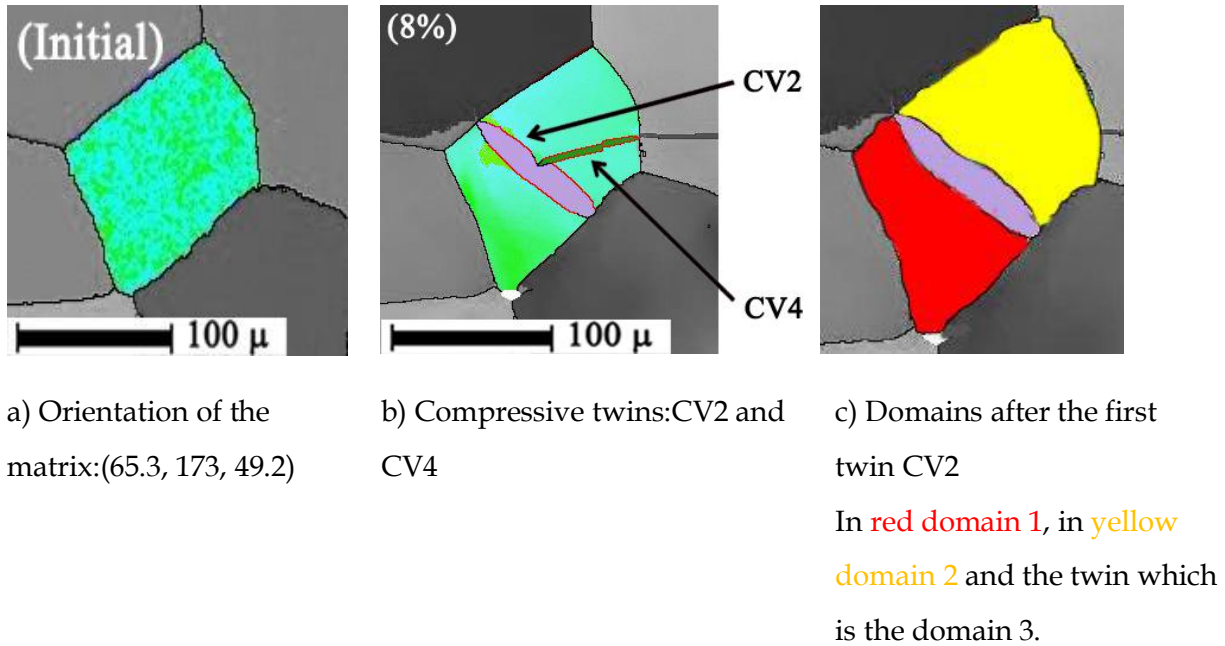 (Initial)
100 μ
(8%)
CV2
CV4
100 μ
a) Orientation of the
matrix:(65.3, 173, 49.2)
b) Compressive twins:CV2 and
CV4
c) Domains after the first
twin CV2
In red domain 1, in yellow
domain 2 and the twin which
is the domain 3.